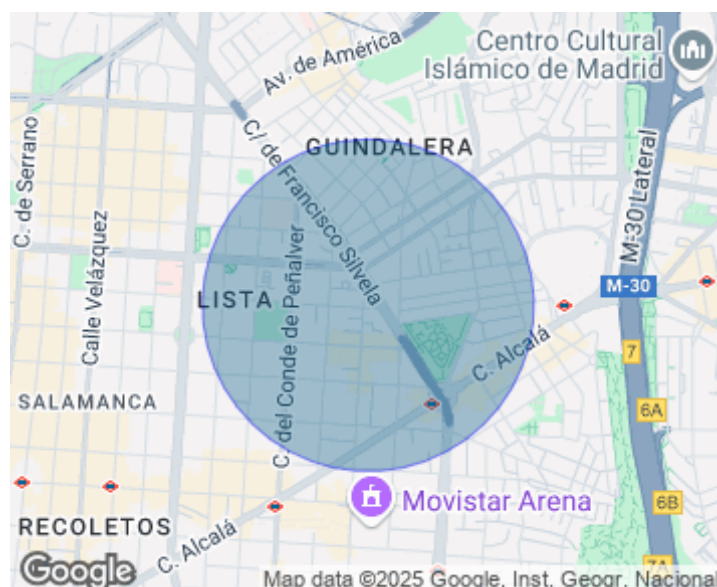 Centro Cultural
Islámico de Madrid
Av. de América
C. de Serrano
C/ de Francisco Silvela
GUINDALERA
M-30 Lateral
Calle Velázquez
C. del Conde de Peñalver
LISTA
M-30
7
C. Alcalá
SALAMANCA
6A
Movistar Arena
6B
RECOLETOS
C. Alcalá
7A
Google
Map data ©2025 Google, Inst. Geogr. Nacional